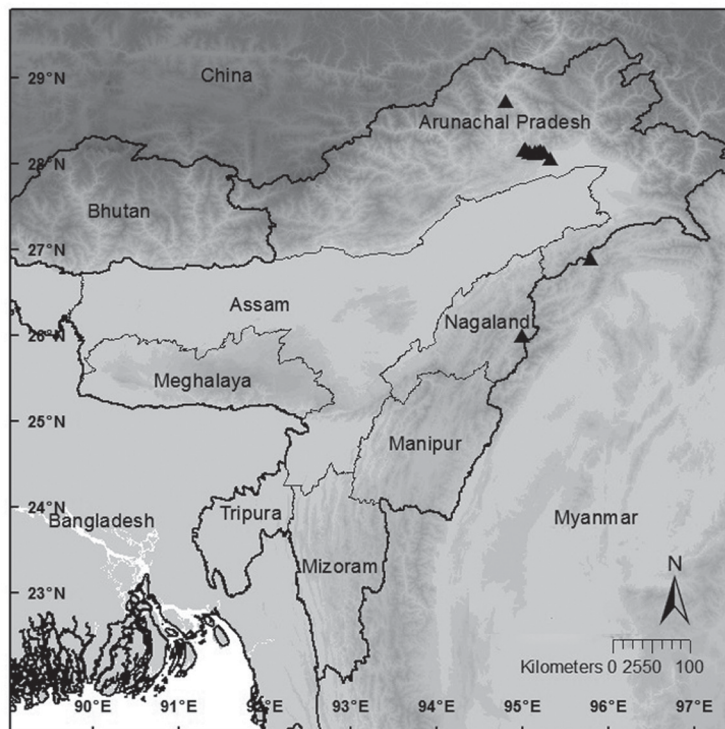 29°N
China
Arunachal Pradesh
28°N
Bhutan
27°N
Assam
Nagaland
26°N
Meghalaya
25°N
Manipur
24°N
Bangladesh
Tripura
Myanmar
Mizoram
23°N
N
Kilometers 0 2550 100
90°E 91°E 92°E 93°E 94°E 95°E 96°E 97°E